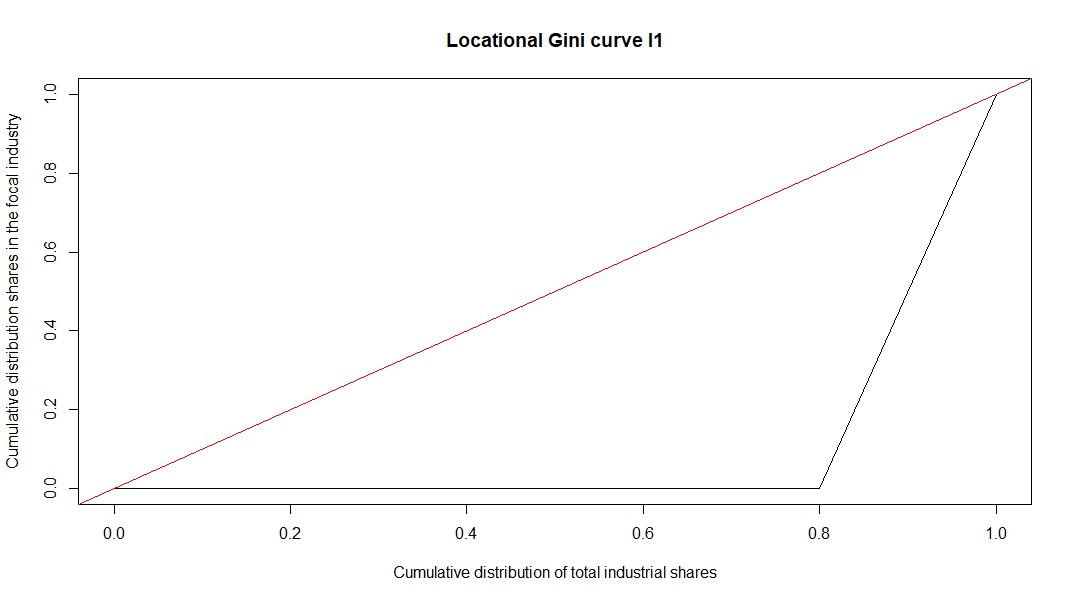 Locational Gini curve I1
Cumulative distribution shares in the focal industry
1.0
0.8
0.6
0.4
0.2
0.0
0.0 0.2 0.4 0.6 0.8 1.0
Cumulative distribution of total industrial shares